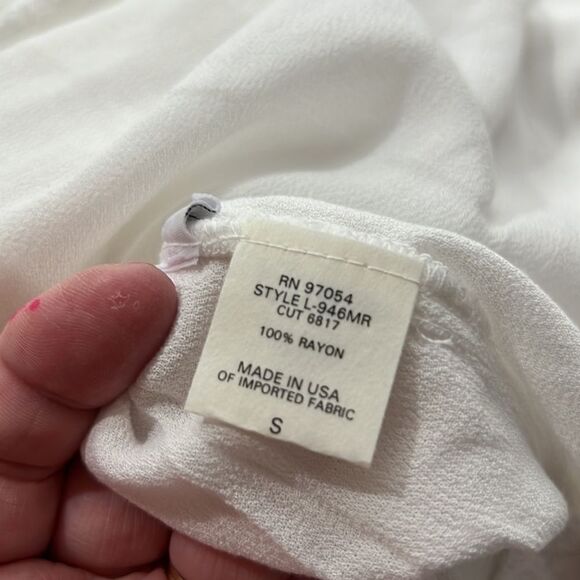 RN 97054
STYLE L-946MR
CUT 6817
100% RAYON
MADE IN USA
OF IMPORTED FABRIC
S